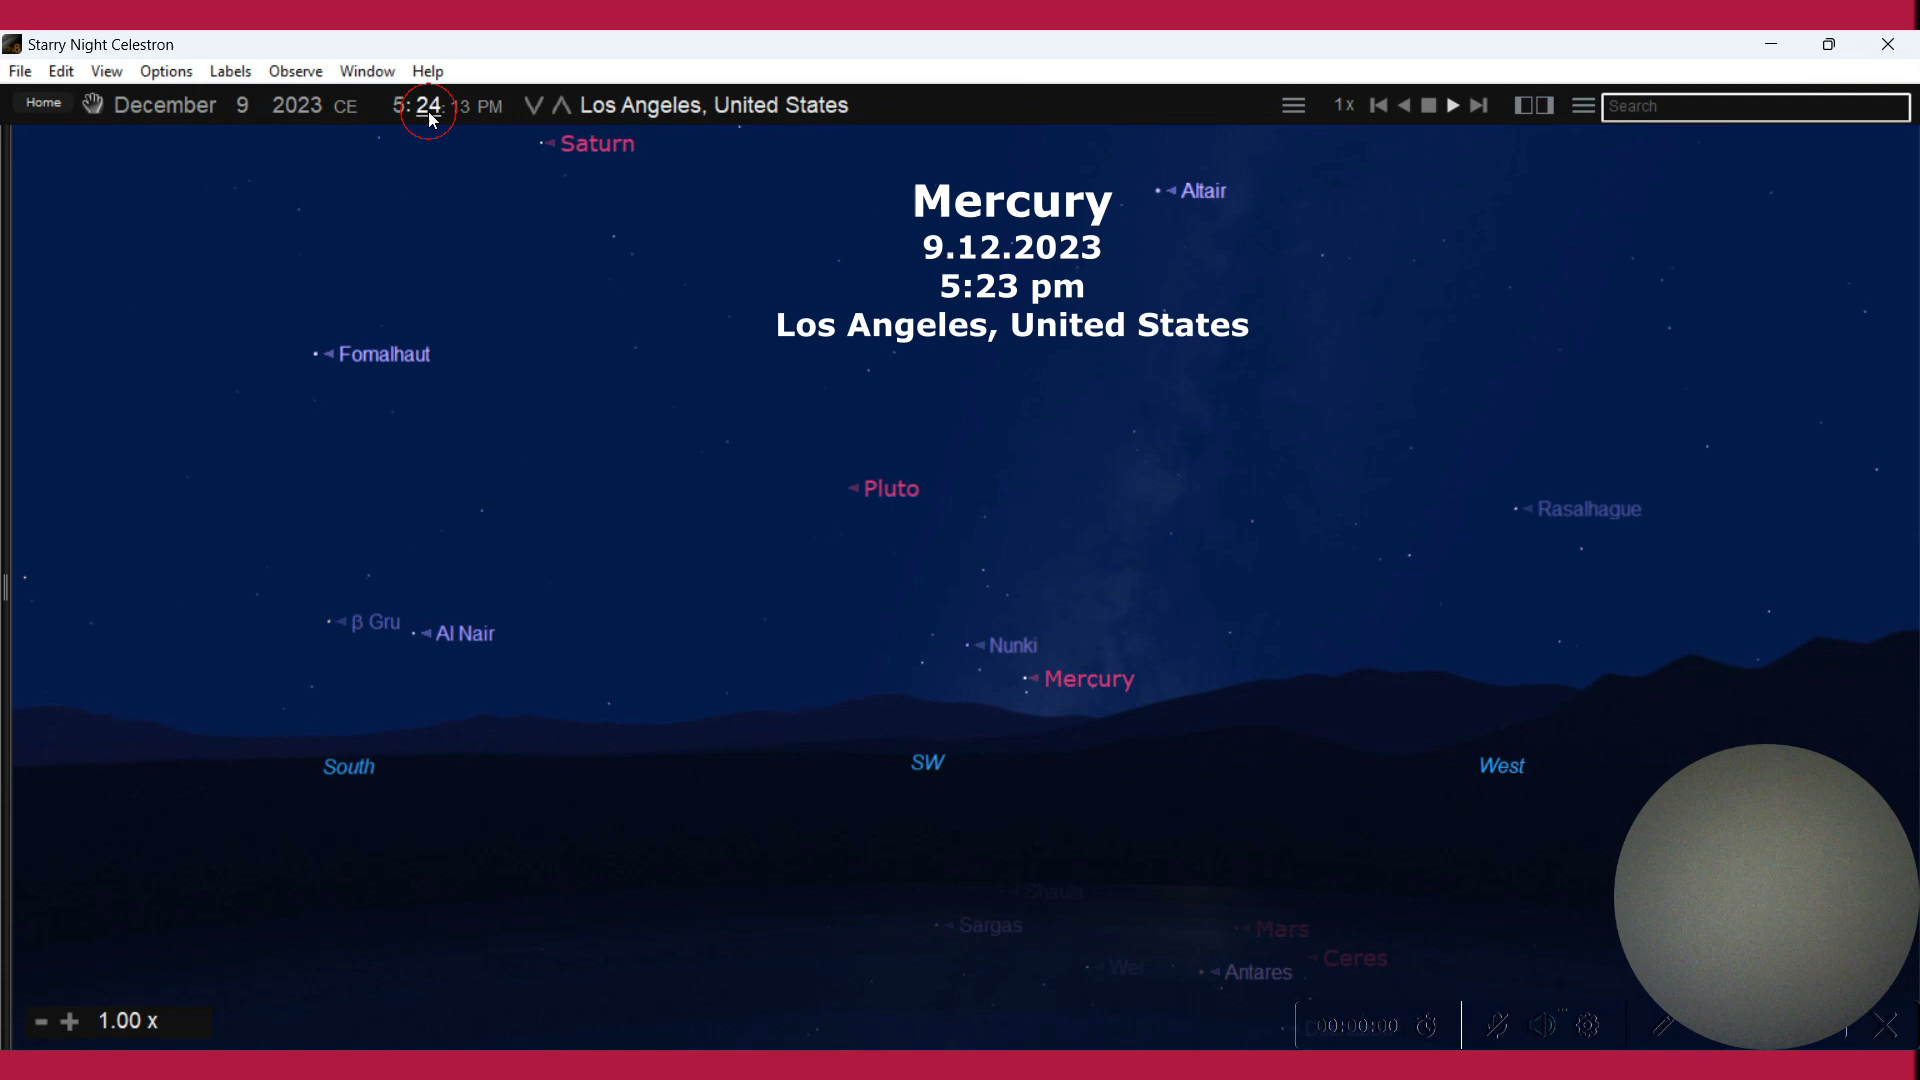 Starry Night Celestron
File Edit View Options Labels Observe Window Help
Home December 9 2023 CE 5:24:13 PM Los Angeles, United States 1x Search
Saturn
Altair
Mercury
9.12.2023
5:23 pm
Los Angeles, United States
Fomalhaut
Pluto
Rasalhague
β Gru
Al Nair
Nunki
Mercury
South SW West
Shaula
Sargas
Mars
Ceres
Wei
Antares
1.00 x
00:00:00